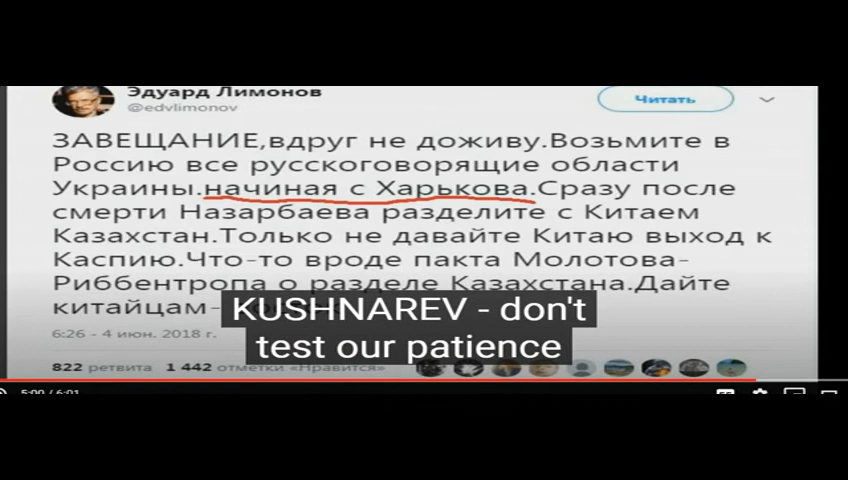 Эдуард Лимонов
@edvlimonov
Читать
ЗАВЕЩАНИЕ,вдруг не доживу.Возьмите в
Россию все русскоговорящие области
Украины.начиная с Харькова.Сразу после
смерти Назарбаева разделите с Китаем
Казахстан.Только не давайте Китаю выход к
Каспию.Что-то вроде пакта Молотова-
Риббентропа о разделе Казахстана.Дайте
китайцам-
KUSHNAREV - don't
test our patience
6:26 - 4 июн. 2018 г.
822 ретвита 1 442 отметки «Нравится»
5:00 / 6:01